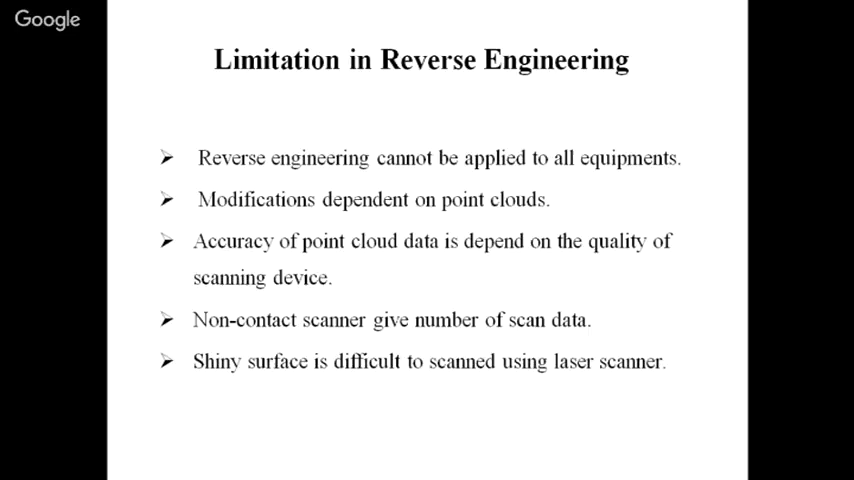 Google
Limitation in Reverse Engineering
➢ Reverse engineering cannot be applied to all equipments.
➢ Modifications dependent on point clouds.
➢ Accuracy of point cloud data is depend on the quality of
scanning device.
➢ Non-contact scanner give number of scan data.
➢ Shiny surface is difficult to scanned using laser scanner.